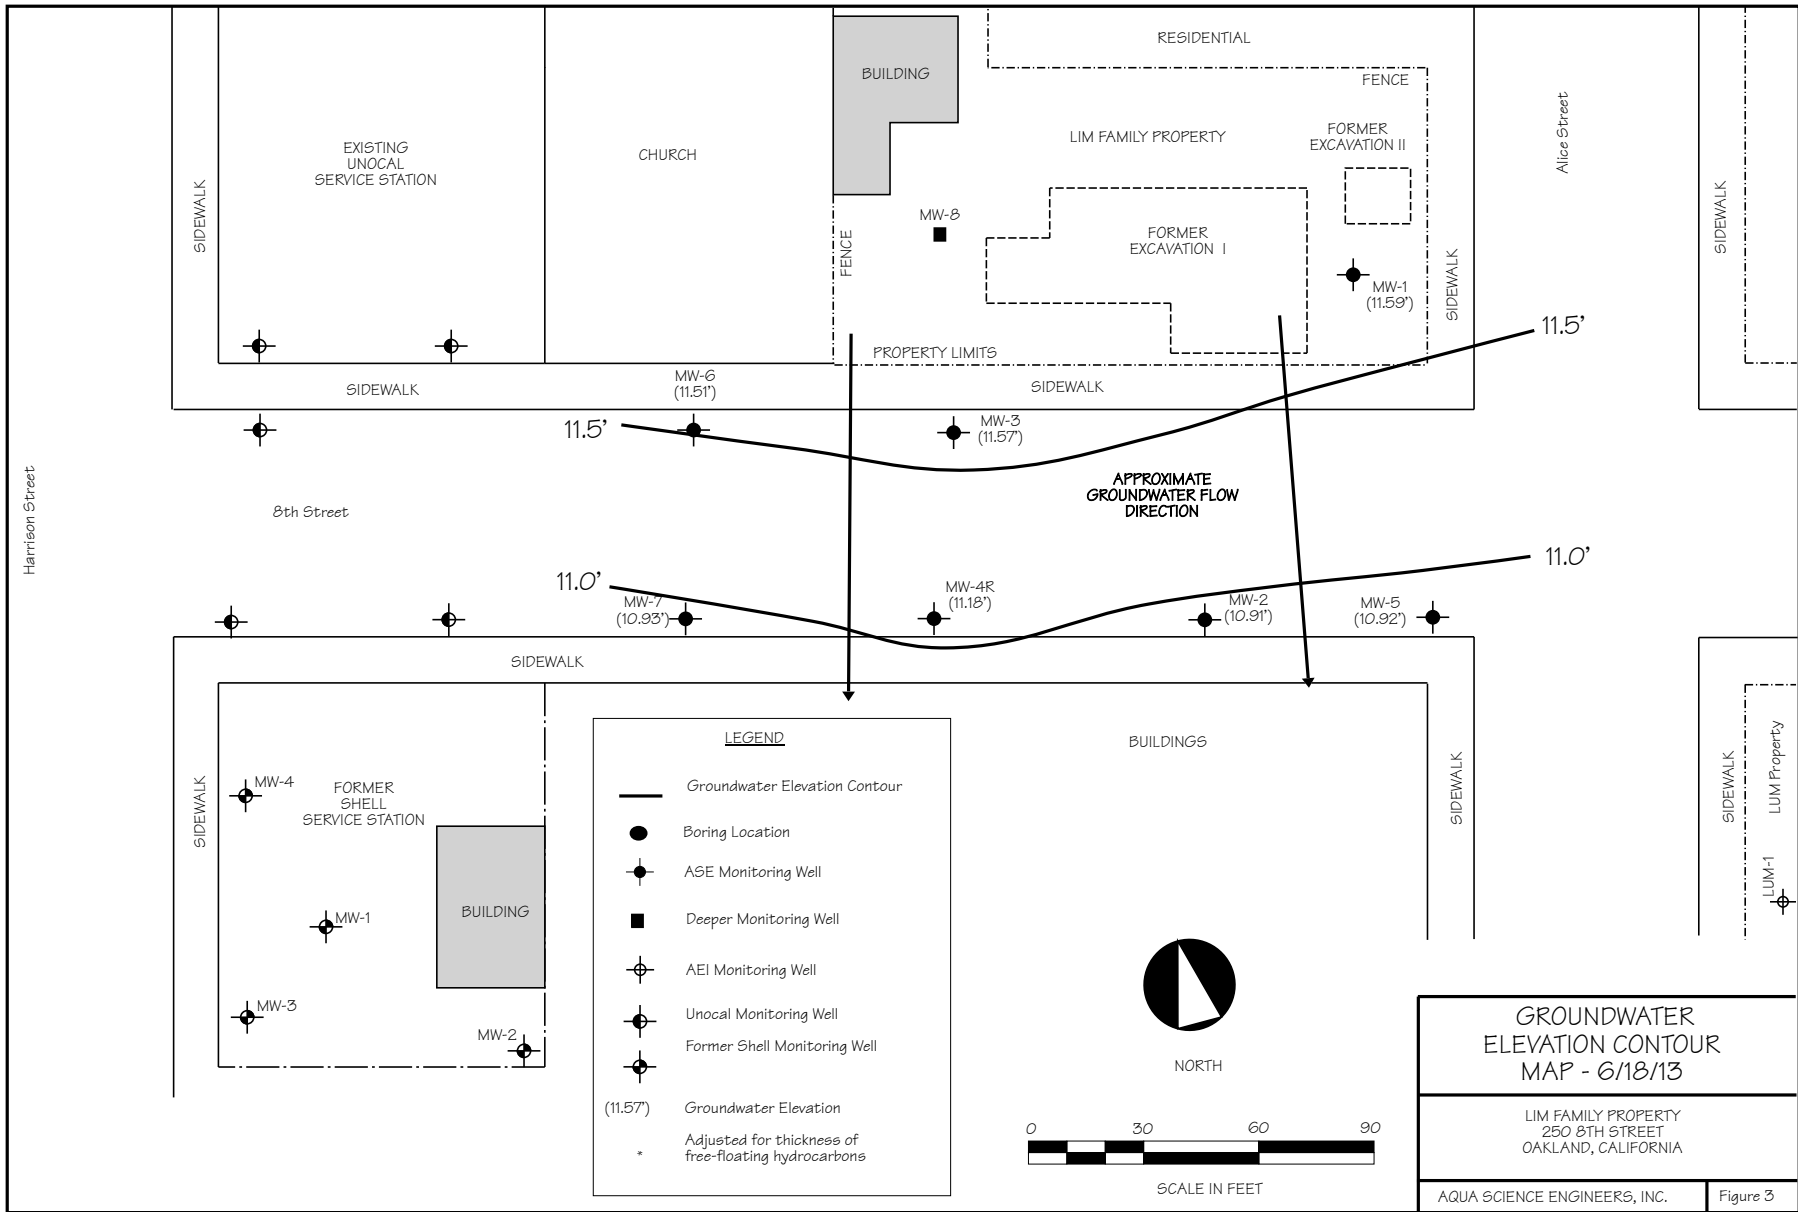 RESIDENTIAL
BUILDING
FENCE
EXISTING
UNOCAL
SERVICE STATION
CHURCH
LIM FAMILY PROPERTY
FORMER
EXCAVATION II
Alice Street
SIDEWALK
SIDEWALK
MW-8
FENCE
FORMER
EXCAVATION I
SIDEWALK
MW-1
(11.59')
11.5'
PROPERTY LIMITS
SIDEWALK
MW-6
(11.51')
SIDEWALK
11.5'
MW-3
(11.57')
Harrison Street
8th Street
APPROXIMATE
GROUNDWATER FLOW
DIRECTION
11.0'
11.0'
MW-7
(10.93')
MW-4R
(11.18')
MW-2
(10.91')
MW-5
(10.92')
SIDEWALK
BUILDINGS
SIDEWALK
MW-4
FORMER
SHELL
SERVICE STATION
BUILDING
MW-1
MW-3
MW-2
SIDEWALK
SIDEWALK
LUM Property
LUM-1
LEGEND
Groundwater Elevation Contour
Boring Location
ASE Monitoring Well
Deeper Monitoring Well
AEI Monitoring Well
Unocal Monitoring Well
Former Shell Monitoring Well
(11.57') Groundwater Elevation
* Adjusted for thickness of
free-floating hydrocarbons
NORTH
0 30 60 90
SCALE IN FEET
GROUNDWATER
ELEVATION CONTOUR
MAP - 6/18/13
LIM FAMILY PROPERTY
250 8TH STREET
OAKLAND, CALIFORNIA
AQUA SCIENCE ENGINEERS, INC.
Figure 3